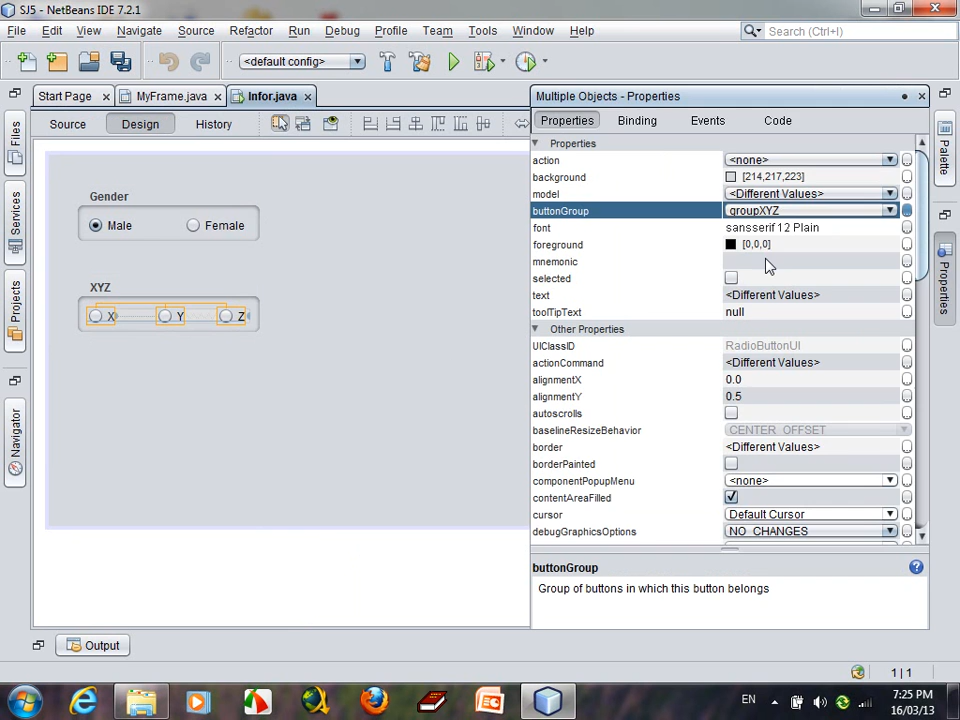 SJ5 - NetBeans IDE 7.2.1
File Edit View Navigate Source Refactor Run Debug Profile Team Tools Window Help
Search (Ctrl+I)
<default config>
Start Page MyFrame.java Infor.java
Source Design History
Files
Services
Projects
Navigator
Gender
Male Female
XYZ
X Y Z
Multiple Objects - Properties
Properties Binding Events Code
Properties
action <none>
background [214,217,223]
model <Different Values>
buttonGroup groupXYZ
font sansserif 12 Plain
foreground [0,0,0]
mnemonic
selected
text <Different Values>
toolTipText null
Other Properties
UIClassID RadioButtonUI
actionCommand <Different Values>
alignmentX 0.0
alignmentY 0.5
autoscrolls
baselineResizeBehavior CENTER_OFFSET
border <Different Values>
borderPainted
componentPopupMenu <none>
contentAreaFilled
cursor Default Cursor
debugGraphicsOptions NO_CHANGES
buttonGroup
Group of buttons in which this button belongs
Palette
Properties
Output
1|1
EN
7:25 PM
16/03/13